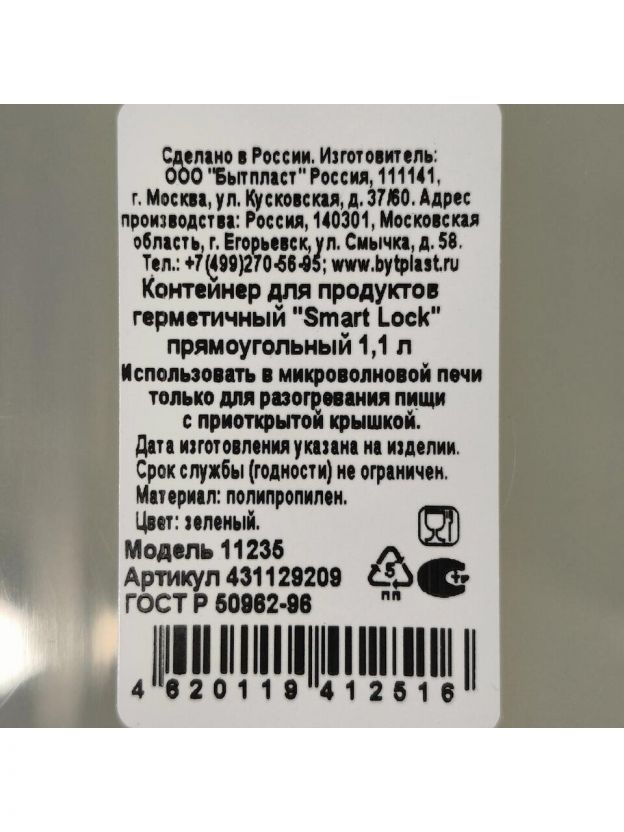 Сделано в России. Изготовитель:
ООО "Бытпласт" Россия, 111141,
г. Москва, ул. Кусковская, д. 37/60. Адрес
производства: Россия, 140301, Московская
область, г. Егорьевск, ул. Смычка, д. 58.
Тел.: +7(499)270-56-95; www.bytplast.ru
Контейнер для продуктов
герметичный "Smart Lock"
прямоугольный 1,1 л
Использовать в микроволновой печи
только для разогревания пищи
с приоткрытой крышкой.
Дата изготовления указана на изделии.
Срок службы (годности) не ограничен.
Материал: полипропилен.
Цвет: зеленый.
Модель 11235
Артикул 431129209
ГОСТ Р 50962-96
5
пп
4 620119 412516